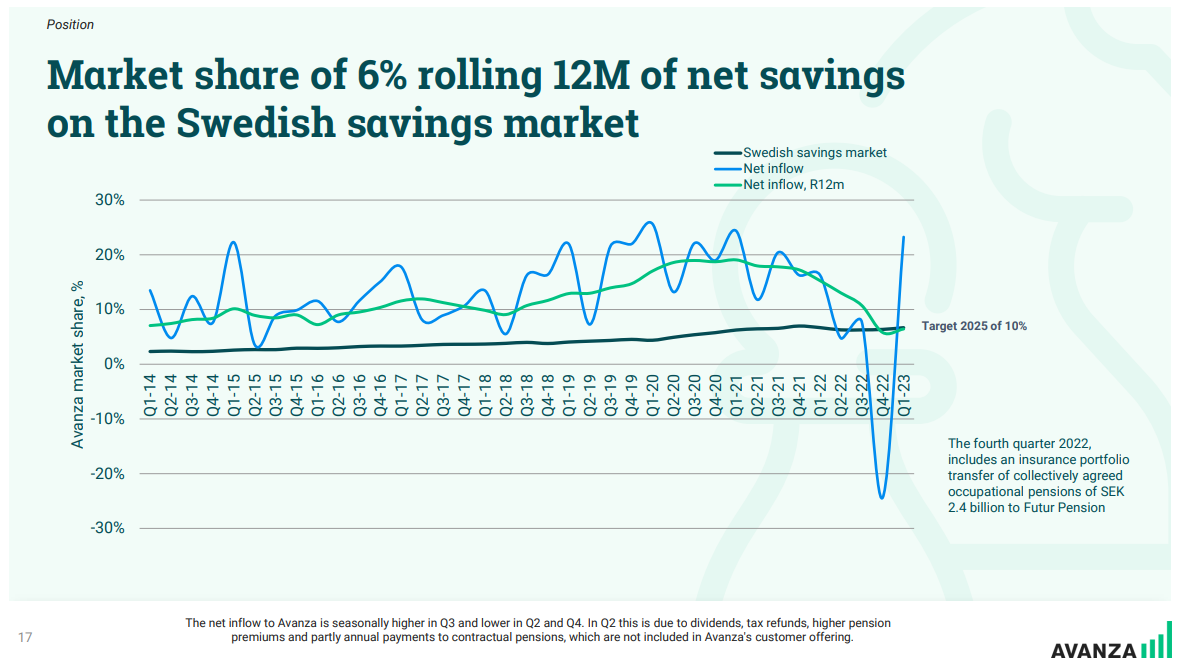 Position
Market share of 6% rolling 12M of net savings
on the Swedish savings market
Swedish savings market
Net inflow
Net inflow, R12m
Avanza market share, %
30%
20%
10%
0%
-10%
-20%
-30%
Q1-14
Q2-14
Q3-14
Q4-14
Q1-15
Q2-15
Q3-15
Q4-15
Q1-16
Q2-16
Q3-16
Q4-16
Q1-17
Q2-17
Q3-17
Q4-17
Q1-18
Q2-18
Q3-18
Q4-18
Q1-19
Q2-19
Q3-19
Q4-19
Q1-20
Q2-20
Q3-20
Q4-20
Q1-21
Q2-21
Q3-21
Q4-21
Q1-22
Q2-22
Q3-22
Q4-22
Q1-23
Target 2025 of 10%
The fourth quarter 2022,
includes an insurance portfolio
transfer of collectively agreed
occupational pensions of SEK
2.4 billion to Futur Pension
17
The net inflow to Avanza is seasonally higher in Q3 and lower in Q2 and Q4. In Q2 this is due to dividends, tax refunds, higher pension
premiums and partly annual payments to contractual pensions, which are not included in Avanza's customer offering.
AVANZA